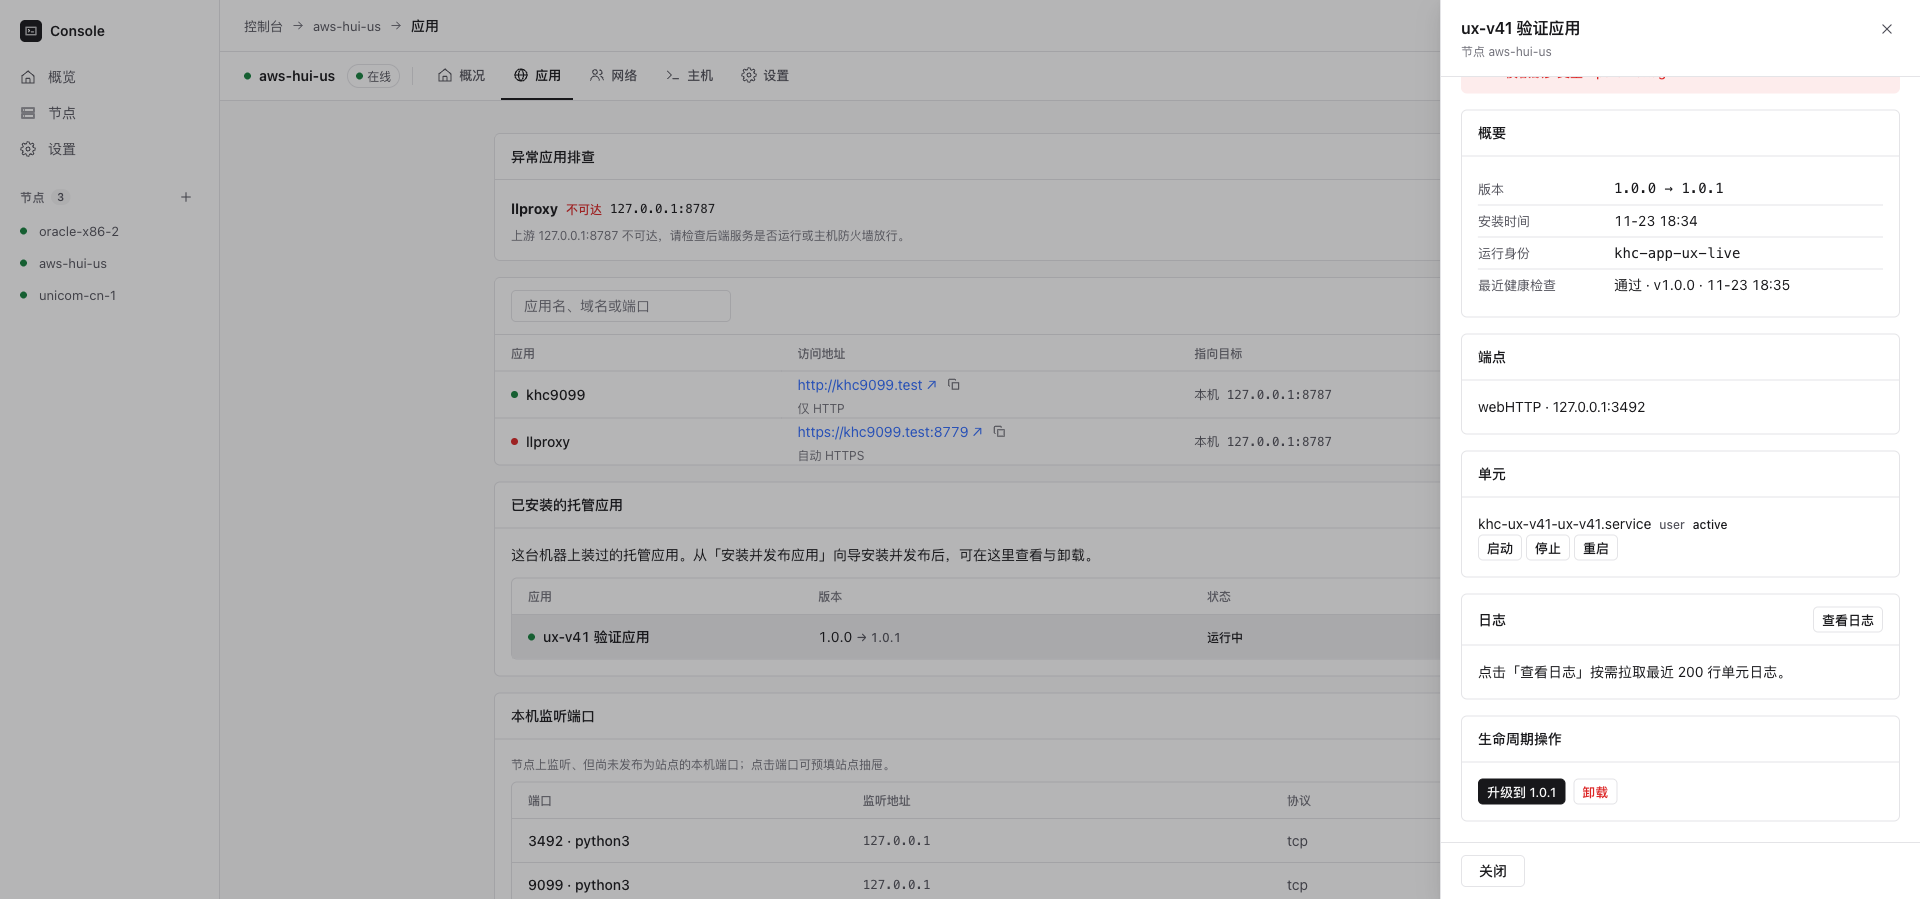 Console
概览
节点
设置
节点 3
oracle-x86-2
aws-hui-us
unicom-cn-1
控制台 → aws-hui-us → 应用
aws-hui-us 在线 概况 应用 网络 主机 设置
异常应用排查
llproxy 不可达 127.0.0.1:8787
上游 127.0.0.1:8787 不可达，请检查后端服务是否运行或主机防火墙放行。
应用名、域名或端口
应用 访问地址 指向目标
khc9099 http://khc9099.test ↗ 本机 127.0.0.1:8787
仅 HTTP
llproxy https://khc9099.test:8779 ↗ 本机 127.0.0.1:8787
自动 HTTPS
已安装的托管应用
这台机器上装过的托管应用。从「安装并发布应用」向导安装并发布后，可在这里查看与卸载。
应用 版本 状态
ux-v41 验证应用 1.0.0 → 1.0.1 运行中
本机监听端口
节点上监听、但尚未发布为站点的本机端口；点击端口可预填站点抽屉。
端口 监听地址 协议
3492 · python3 127.0.0.1 tcp
9099 · python3 127.0.0.1 tcp
ux-v41 验证应用
节点 aws-hui-us
概要
版本 1.0.0 → 1.0.1
安装时间 11-23 18:34
运行身份 khc-app-ux-live
最近健康检查 通过 · v1.0.0 · 11-23 18:35
端点
webHTTP · 127.0.0.1:3492
单元
khc-ux-v41-ux-v41.service user active
启动 停止 重启
日志 查看日志
点击「查看日志」按需拉取最近 200 行单元日志。
生命周期操作
升级到 1.0.1 卸载
关闭